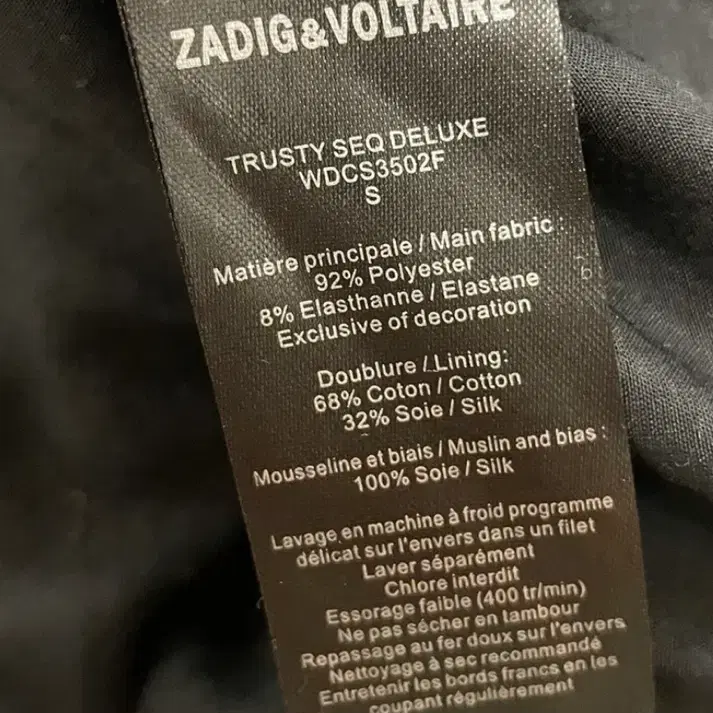 ZADIG&VOLTAIRE
TRUSTY SEQ DELUXE
WDCS3502F
S
Matière principale / Main fabric :
92% Polyester
8% Elasthanne / Elastane
Exclusive of decoration
Doublure / Lining:
68% Coton / Cotton
32% Soie / Silk
Mousseline et biais / Muslin and bias :
100% Soie / Silk
Lavage en machine à froid programme
délicat sur l'envers dans un filet
Laver séparément
Chlore interdit
Essorage faible (400 tr/min)
Ne pas sécher en tambour
Repassage au fer doux sur l'envers
Nettoyage à sec recommandé
Entretenir les bords francs en les
coupant régulièrement